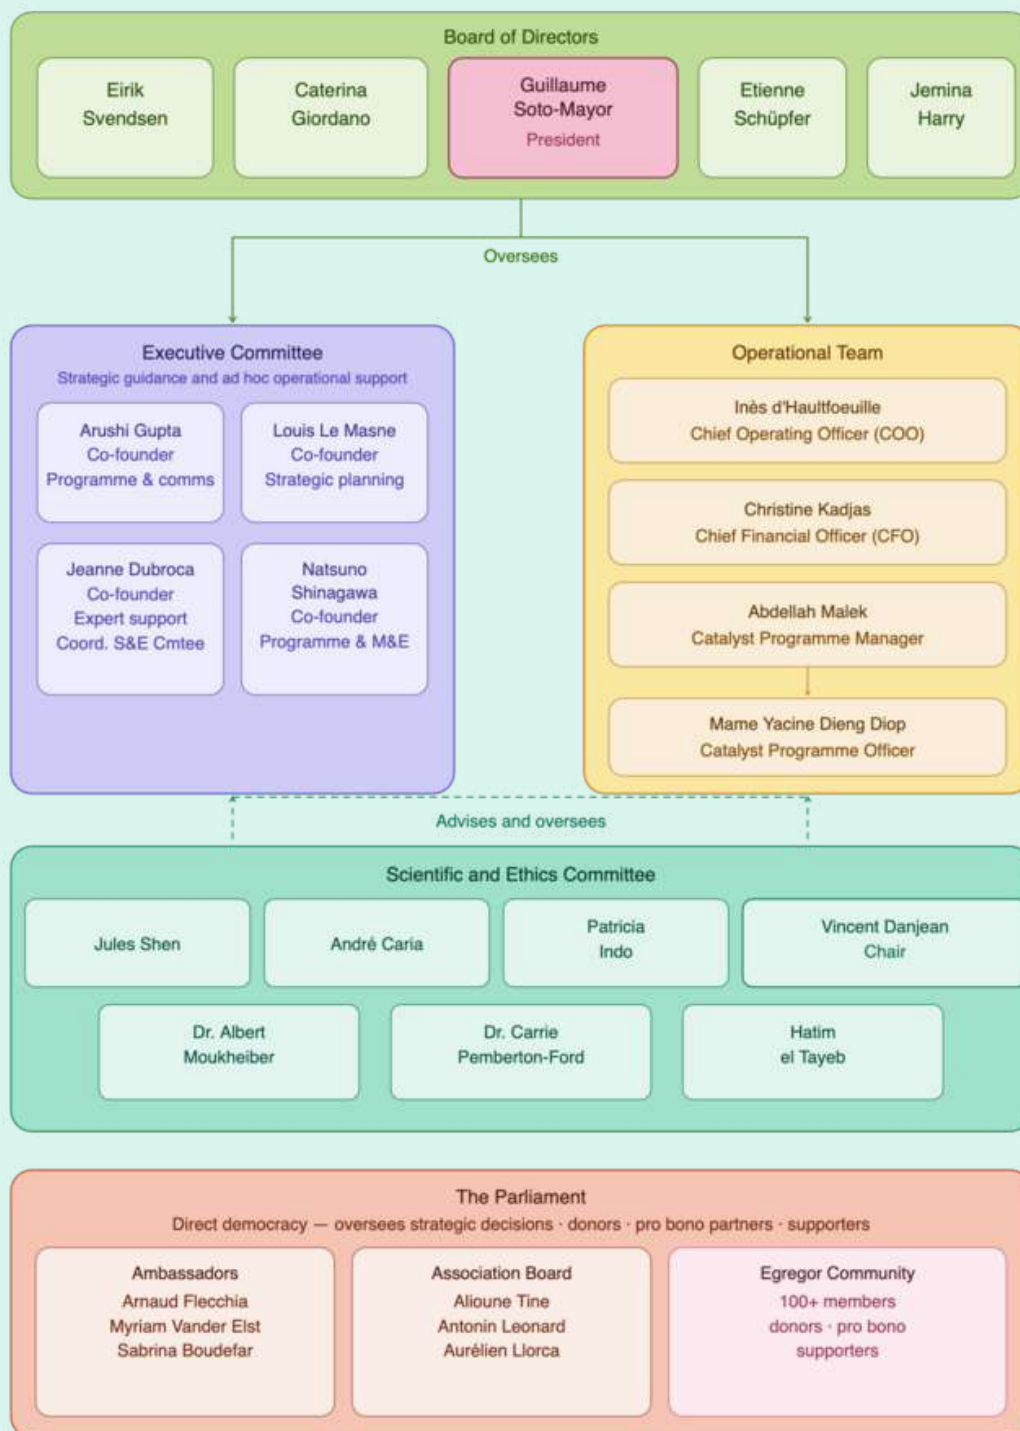 Board of Directors
Eirik
Svendsen
Caterina
Giordano
Guillaume
Soto-Mayor
President
Etienne
Schüpfer
Jemina
Harry
Oversees
Executive Committee
Strategic guidance and ad hoc operational support
Arushi Gupta
Co-founder
Programme & comms
Louis Le Masne
Co-founder
Strategic planning
Jeanne Dubroca
Co-founder
Expert support
Coord. S&E Cmtee
Natsuno
Shinagawa
Co-founder
Programme & M&E
Operational Team
Inès d'Haultfoeuille
Chief Operating Officer (COO)
Christine Kadjas
Chief Financial Officer (CFO)
Abdellah Malek
Catalyst Programme Manager
Mame Yacine Dieng Diop
Catalyst Programme Officer
Advises and oversees
Scientific and Ethics Committee
Jules Shen
André Caria
Patricia
Indo
Vincent Danjean
Chair
Dr. Albert
Moukheiber
Dr. Carrie
Pemberton-Ford
Hatim
el Tayeb
The Parliament
Direct democracy — oversees strategic decisions · donors · pro bono partners · supporters
Ambassadors
Arnaud Flecchia
Myriam Vander Elst
Sabrina Boudefar
Association Board
Alioune Tine
Antonin Leonard
Aurélien Llorca
Egregor Community
100+ members
donors · pro bono
supporters